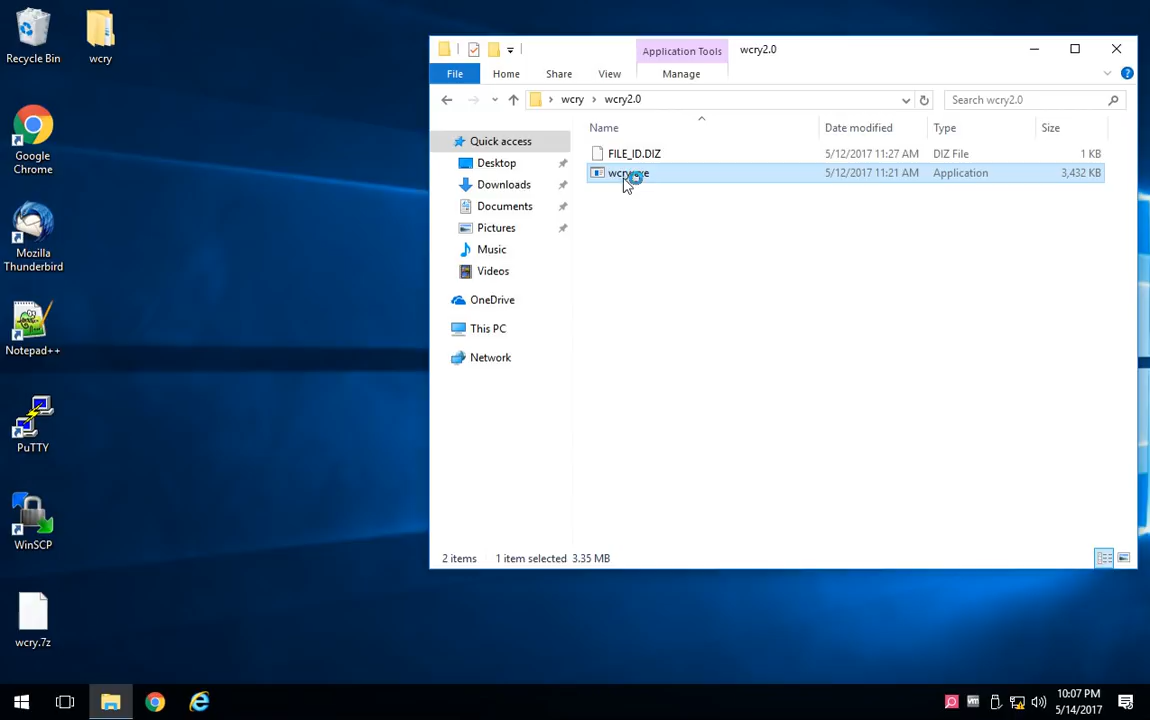 Recycle Bin
wcry
Google
Chrome
Mozilla
Thunderbird
Notepad++
PuTTY
WinSCP
wcry.7z
Application Tools
wcry2.0
File
Home
Share
View
Manage
wcry
wcry2.0
Search wcry2.0
Name
Date modified
Type
Size
Quick access
Desktop
Downloads
Documents
Pictures
Music
Videos
OneDrive
This PC
Network
FILE_ID.DIZ
5/12/2017 11:27 AM
DIZ File
1 KB
5/12/2017 11:21 AM
Application
3,432 KB
2 items
1 item selected 3.35 MB
10:07 PM
5/14/2017